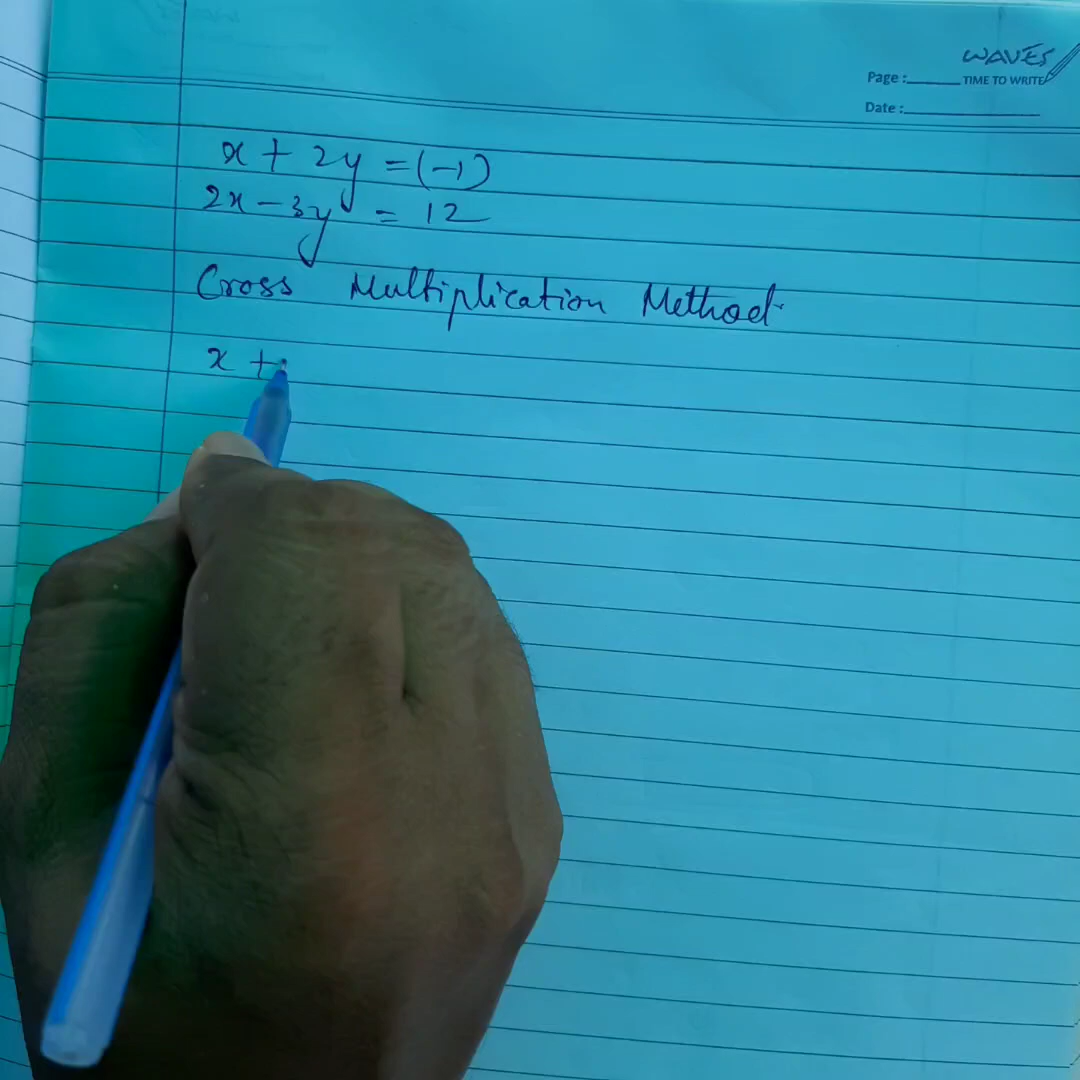 WAVES
Page : TIME TO WRITE
Date :
x + 2y = (-1)
2x - 3y = 12
Cross Multiplication Method.
x +